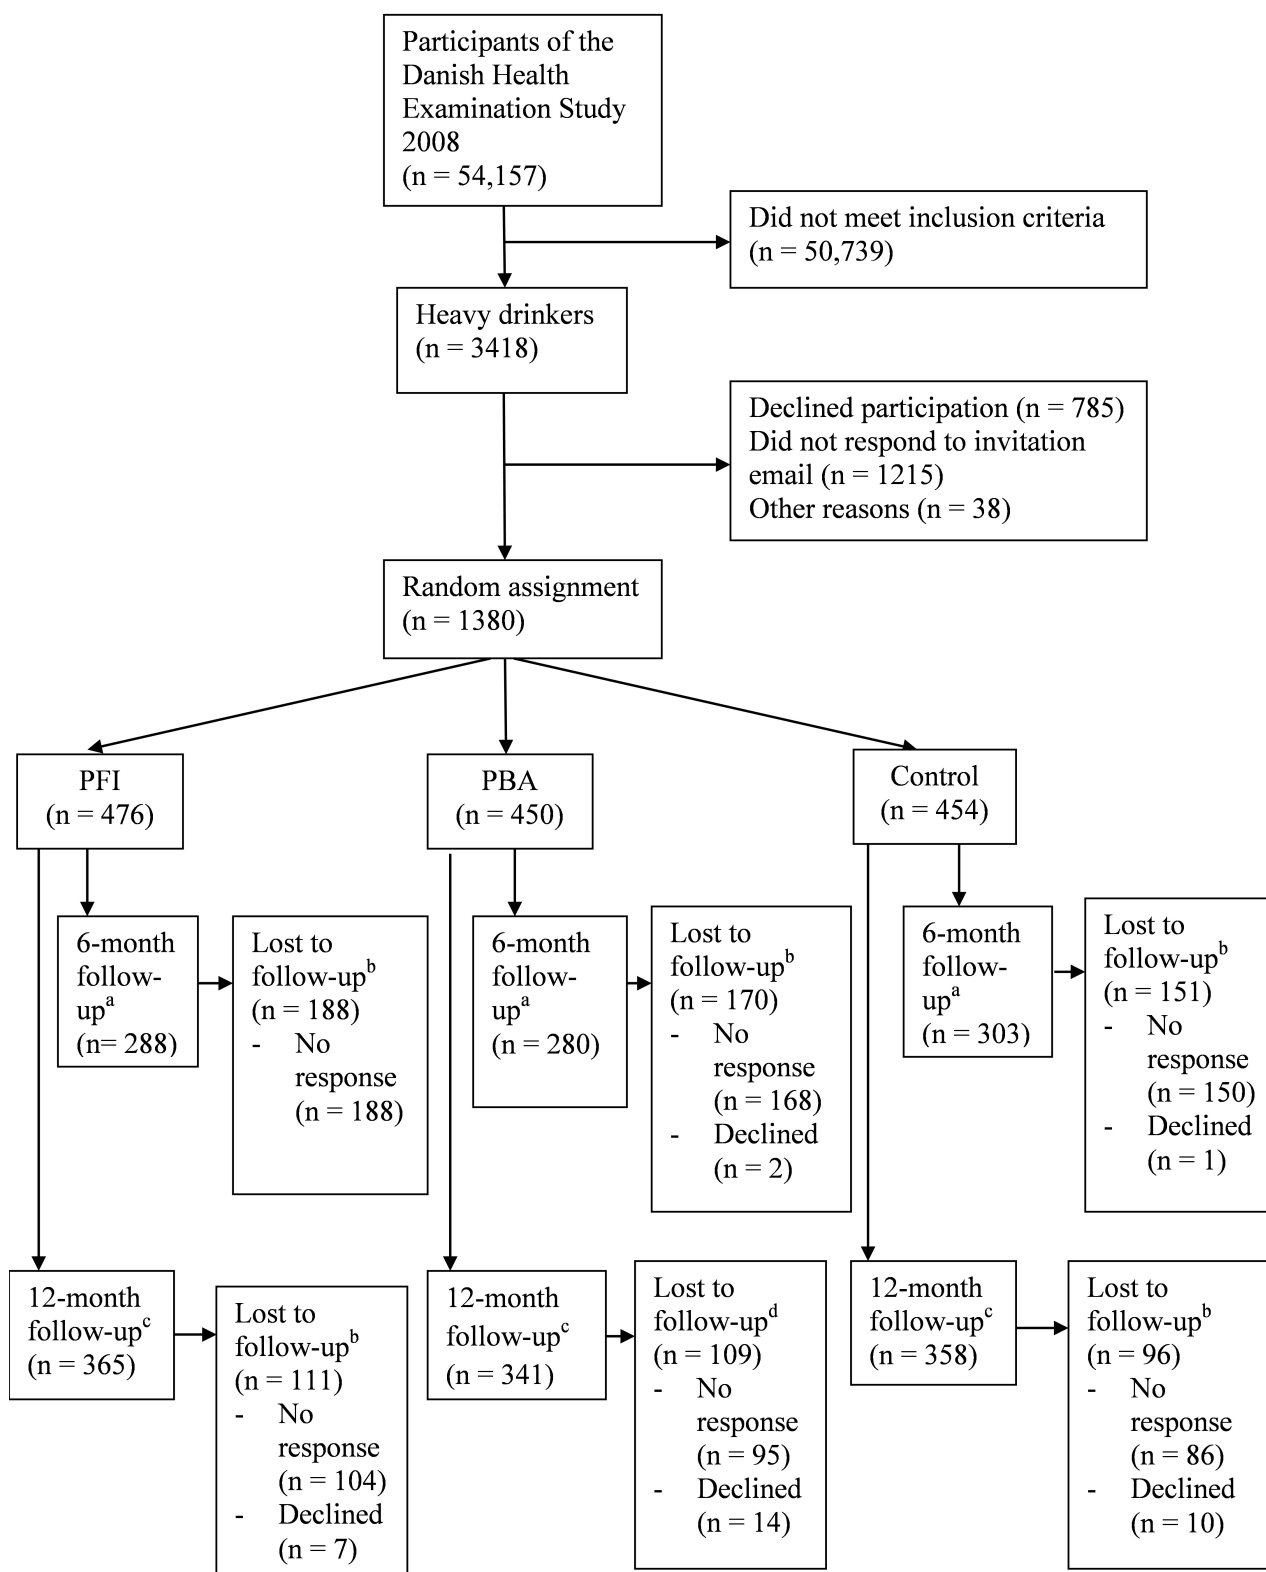 Participants of the
Danish Health
Examination Study
2008
(n = 54,157)
Did not meet inclusion criteria
(n = 50,739)
Heavy drinkers
(n = 3418)
Declined participation (n = 785)
Did not respond to invitation
email (n = 1215)
Other reasons (n = 38)
Random assignment
(n = 1380)
PFI
(n = 476)
PBA
(n = 450)
Control
(n = 454)
6-month
follow-
upa
(n= 288)
Lost to
follow-upb
(n = 188)
- No
response
(n = 188)
6-month
follow-
upa
(n = 280)
Lost to
follow-upb
(n = 170)
- No
response
(n = 168)
- Declined
(n = 2)
6-month
follow-
upa
(n = 303)
Lost to
follow-upb
(n = 151)
- No
response
(n = 150)
- Declined
(n = 1)
12-month
follow-upc
(n = 365)
Lost to
follow-upb
(n = 111)
- No
response
(n = 104)
- Declined
(n = 7)
12-month
follow-upc
(n = 341)
Lost to
follow-upd
(n = 109)
- No
response
(n = 95)
- Declined
(n = 14)
12-month
follow-upc
(n = 358)
Lost to
follow-upb
(n = 96)
- No
response
(n = 86)
- Declined
(n = 10)